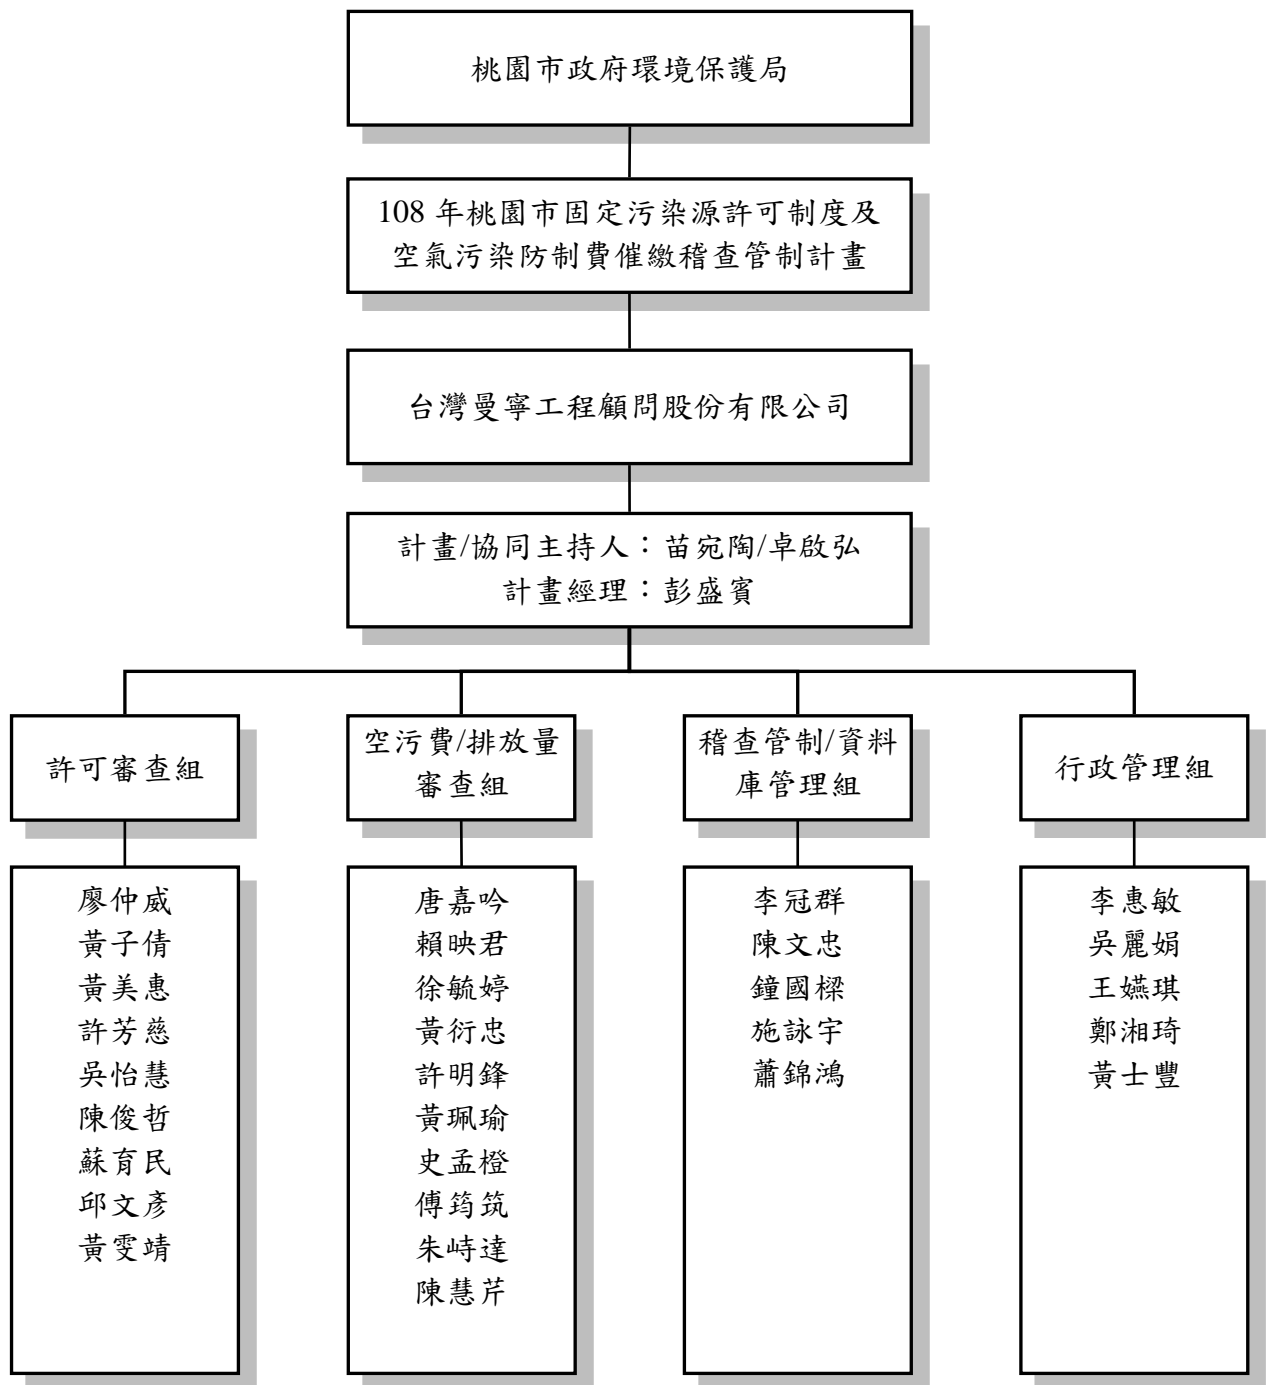 桃園市政府環境保護局
108 年桃園市固定污染源許可制度及
空氣污染防制費催繳稽查管制計畫
台灣曼寧工程顧問股份有限公司
計畫/協同主持人：苗宛陶/卓啟弘
計畫經理：彭盛賓
許可審查組
廖仲威
黃子倩
黃美惠
許芳慈
吳怡慧
陳俊哲
蘇育民
邱文彥
黃雯靖
空污費/排放量
審查組
唐嘉吟
賴映君
徐毓婷
黃衍忠
許明鋒
黃珮瑜
史孟橙
傅筠筑
朱峙達
陳慧芹
稽查管制/資料
庫管理組
李冠群
陳文忠
鐘國樑
施詠宇
蕭錦鴻
行政管理組
李惠敏
吳麗娟
王嬿琪
鄭湘琦
黃士豐